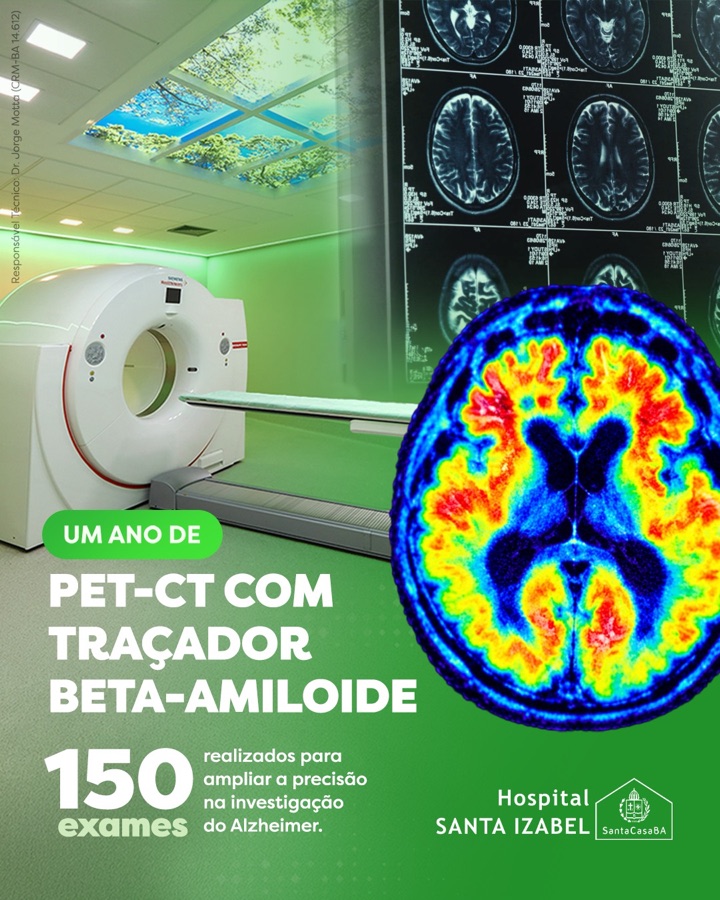 Responsável Técnico: Dr. Jorge Motta (CRM-BA 14.612)
SIEMENS
UM ANO DE
PET-CT COM
TRAÇADOR
BETA-AMILOIDE
150
exames
realizados para
ampliar a precisão
na investigação
do Alzheimer.
Hospital
SANTA IZABEL
SantaCasaBA